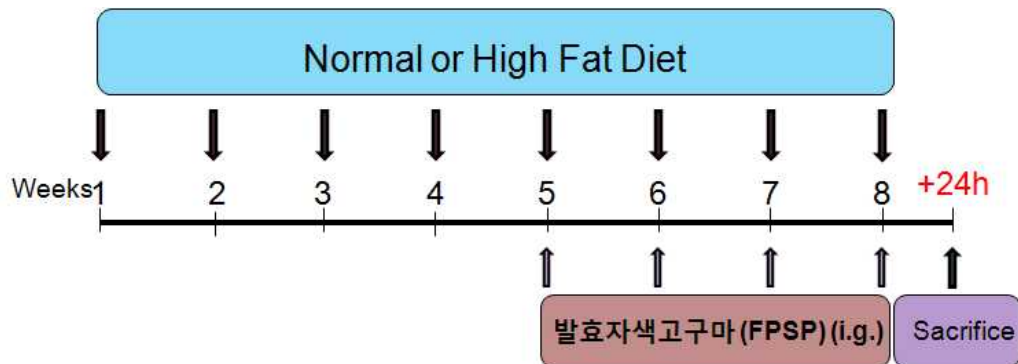 Normal or High Fat Diet
Weeks 1 2 3 4 5 6 7 8 +24h
발효자색고구마 (FPSP) (i.g.) Sacrifice